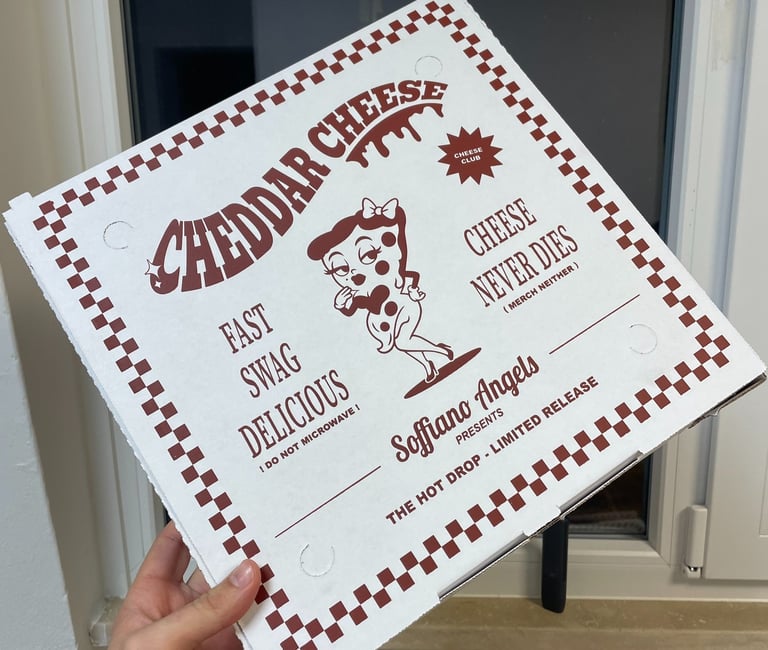 CHEDDAR CHEESE
CHEESE
CLUB
FAST
SWAG
DELICIOUS
! DO NOT MICROWAVE !
CHEESE
NEVER DIES
( MERCH NEITHER )
Soffiano Angels
PRESENTS
THE HOT DROP - LIMITED RELEASE